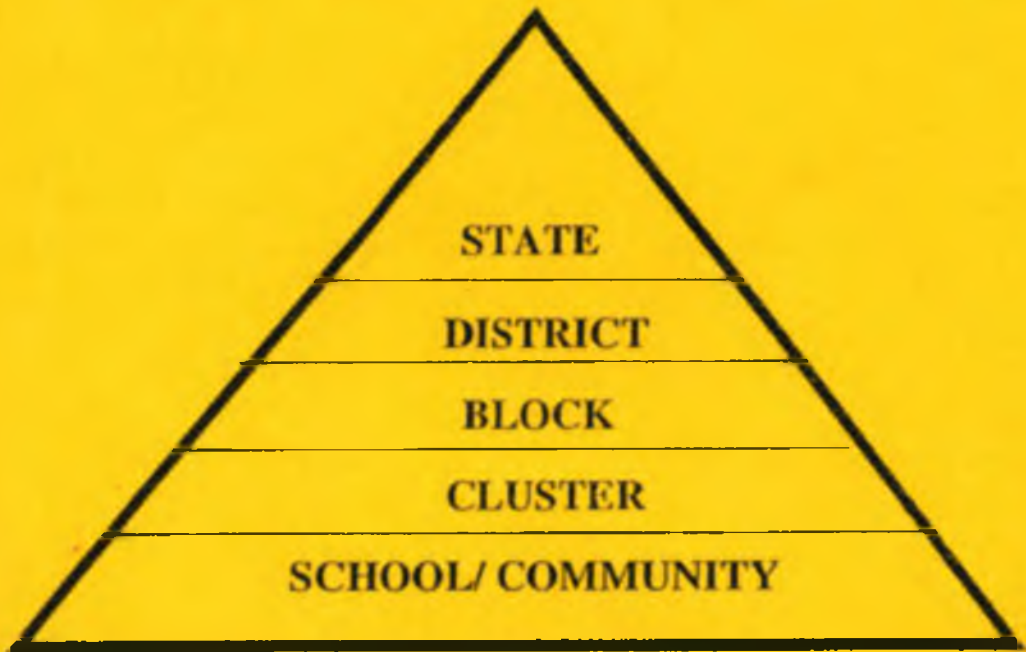 STATE
DISTRICT
BLOCK
CLUSTER
SCHOOL/ COMMUNITY